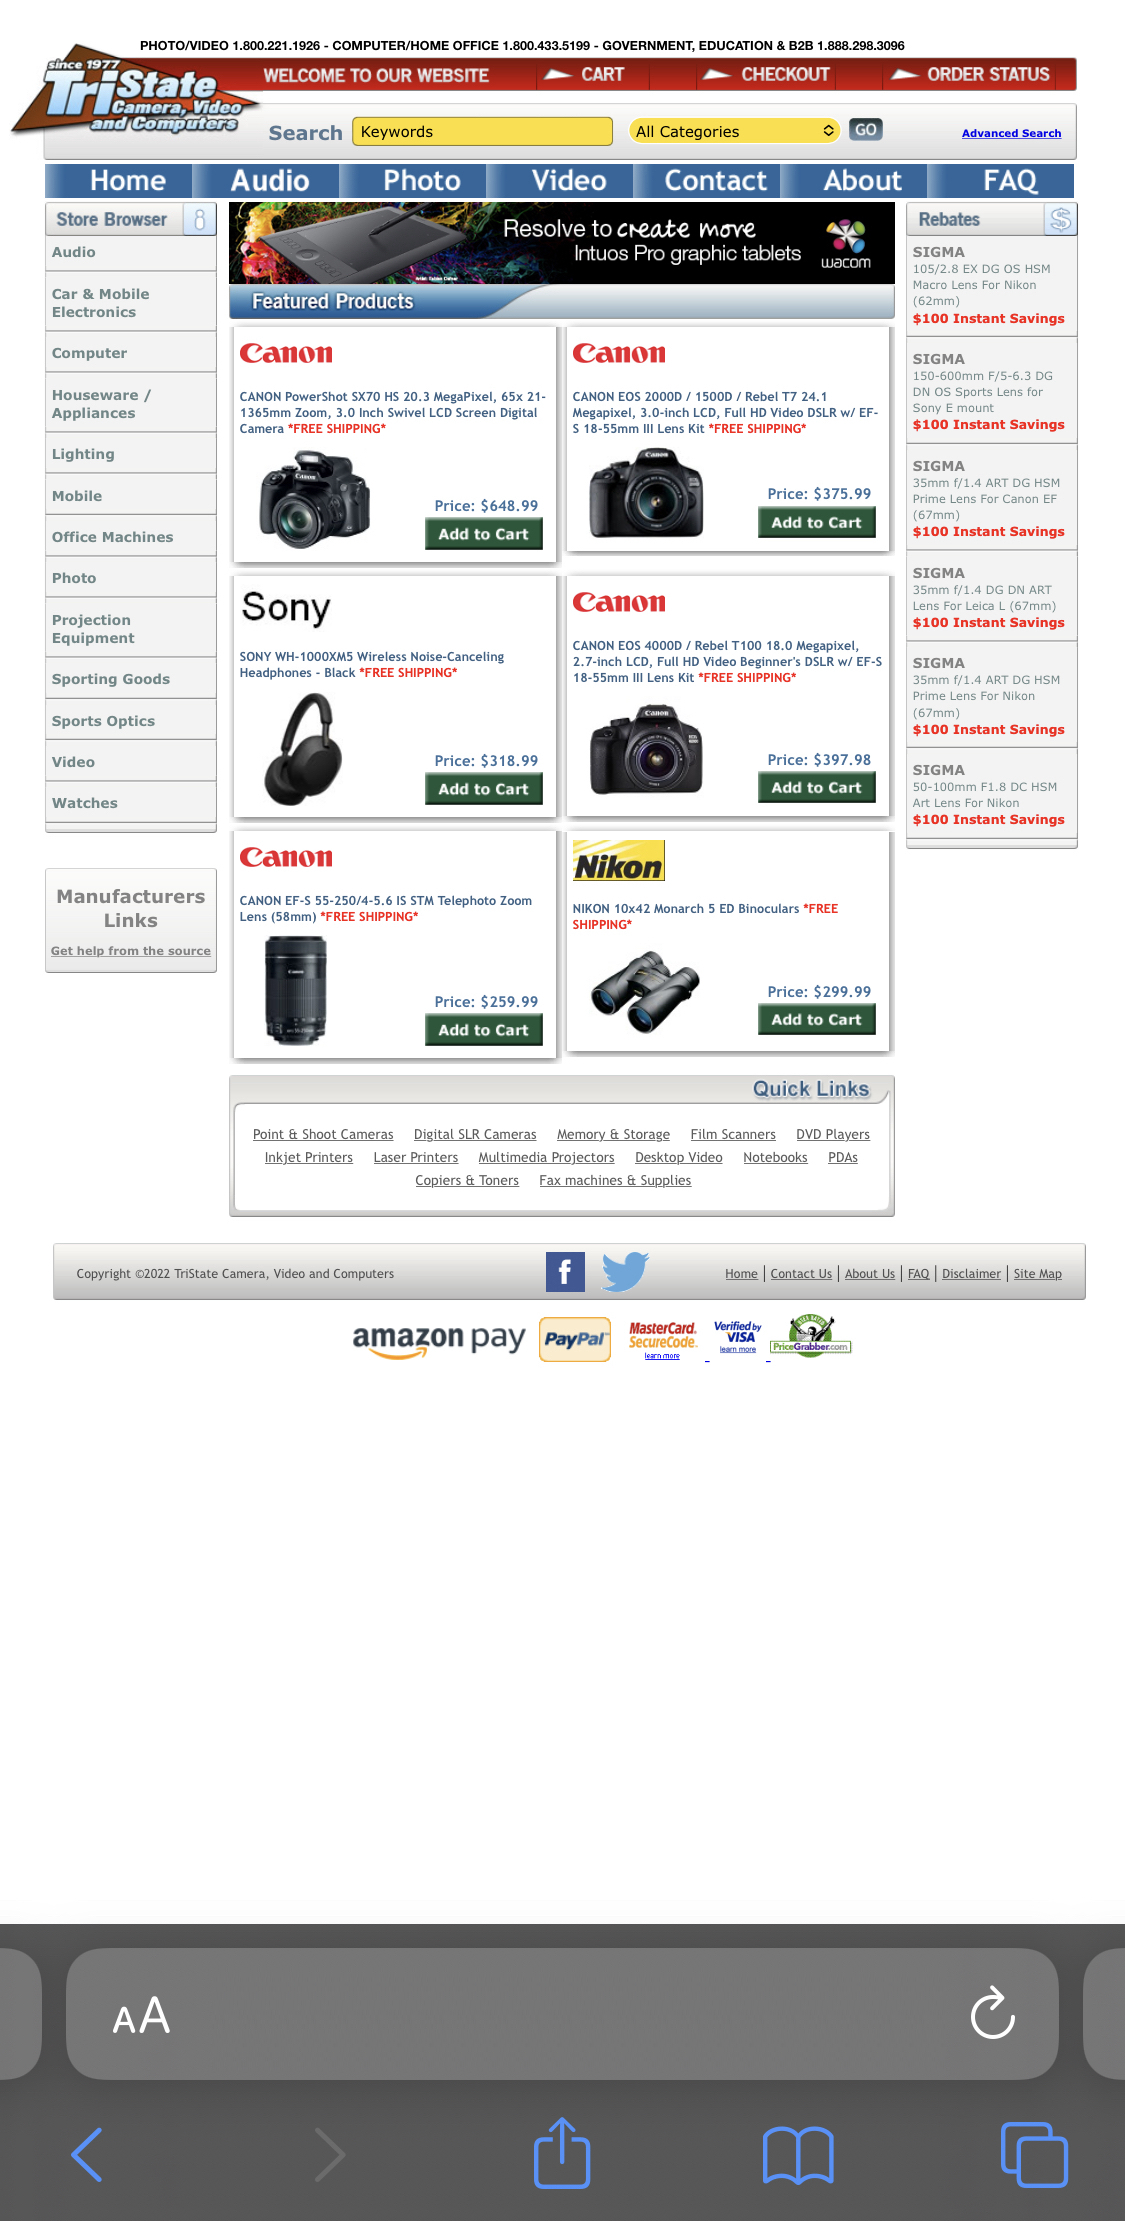 PHOTO/VIDEO 1.800.221.1926 - COMPUTER/HOME OFFICE 1.800.433.5199 - GOVERNMENT, EDUCATION & B2B 1.888.298.3096
since 1977
TriState
Camera, Video
and Computers
WELCOME TO OUR WEBSITE
CART
CHECKOUT
ORDER STATUS
Search
Keywords
All Categories
GO
Advanced Search
Home
Audio
Photo
Video
Contact
About
FAQ
Store Browser
Audio
Car & Mobile
Electronics
Computer
Houseware /
Appliances
Lighting
Mobile
Office Machines
Photo
Projection
Equipment
Sporting Goods
Sports Optics
Video
Watches
Manufacturers
Links
Get help from the source
Resolve to create more
Intuos Pro graphic tablets
wacom
Featured Products
Canon
CANON PowerShot SX70 HS 20.3 MegaPixel, 65x 21-
1365mm Zoom, 3.0 Inch Swivel LCD Screen Digital
Camera *FREE SHIPPING*
Price: $648.99
Add to Cart
Canon
CANON EOS 2000D / 1500D / Rebel T7 24.1
Megapixel, 3.0-inch LCD, Full HD Video DSLR w/ EF-
S 18-55mm III Lens Kit *FREE SHIPPING*
Canon
Price: $375.99
Add to Cart
Sony
SONY WH-1000XM5 Wireless Noise-Canceling
Headphones - Black *FREE SHIPPING*
Price: $318.99
Add to Cart
Canon
CANON EOS 4000D / Rebel T100 18.0 Megapixel,
2.7-inch LCD, Full HD Video Beginner's DSLR w/ EF-S
18-55mm III Lens Kit *FREE SHIPPING*
Canon
Price: $397.98
Add to Cart
Canon
CANON EF-S 55-250/4-5.6 IS STM Telephoto Zoom
Lens (58mm) *FREE SHIPPING*
Canon
Price: $259.99
Add to Cart
Nikon
NIKON 10x42 Monarch 5 ED Binoculars *FREE
SHIPPING*
Price: $299.99
Add to Cart
Rebates
$
SIGMA
105/2.8 EX DG OS HSM
Macro Lens For Nikon
(62mm)
$100 Instant Savings
SIGMA
150-600mm F/5-6.3 DG
DN OS Sports Lens for
Sony E mount
$100 Instant Savings
SIGMA
35mm f/1.4 ART DG HSM
Prime Lens For Canon EF
(67mm)
$100 Instant Savings
SIGMA
35mm f/1.4 DG DN ART
Lens For Leica L (67mm)
$100 Instant Savings
SIGMA
35mm f/1.4 ART DG HSM
Prime Lens For Nikon
(67mm)
$100 Instant Savings
SIGMA
50-100mm F1.8 DC HSM
Art Lens For Nikon
$100 Instant Savings
Quick Links
Point & Shoot Cameras Digital SLR Cameras Memory & Storage Film Scanners DVD Players
Inkjet Printers Laser Printers Multimedia Projectors Desktop Video Notebooks PDAs
Copiers & Toners Fax machines & Supplies
Copyright ©2022 TriState Camera, Video and Computers
f
Home | Contact Us | About Us | FAQ | Disclaimer | Site Map
amazon pay
PayPal
MasterCard.
SecureCode.
learn more
Verified by
VISA
learn more
PriceGrabber.com
AA